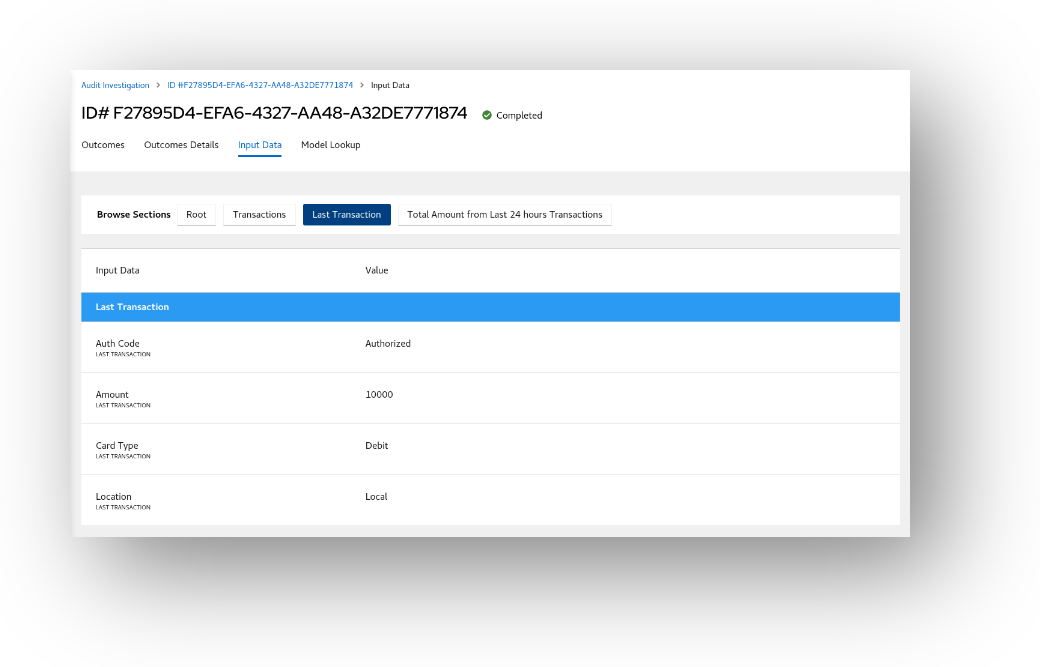 Audit Investigation > ID #F27895D4-EFA6-4327-AA48-A32DE7771874 > Input Data
ID# F27895D4-EFA6-4327-AA48-A32DE7771874 Completed
Outcomes Outcomes Details Input Data Model Lookup
Browse Sections Root Transactions Last Transaction Total Amount from Last 24 hours Transactions
Input Data Value
Last Transaction
Auth Code Authorized
LAST TRANSACTION
Amount 10000
LAST TRANSACTION
Card Type Debit
LAST TRANSACTION
Location Local
LAST TRANSACTION